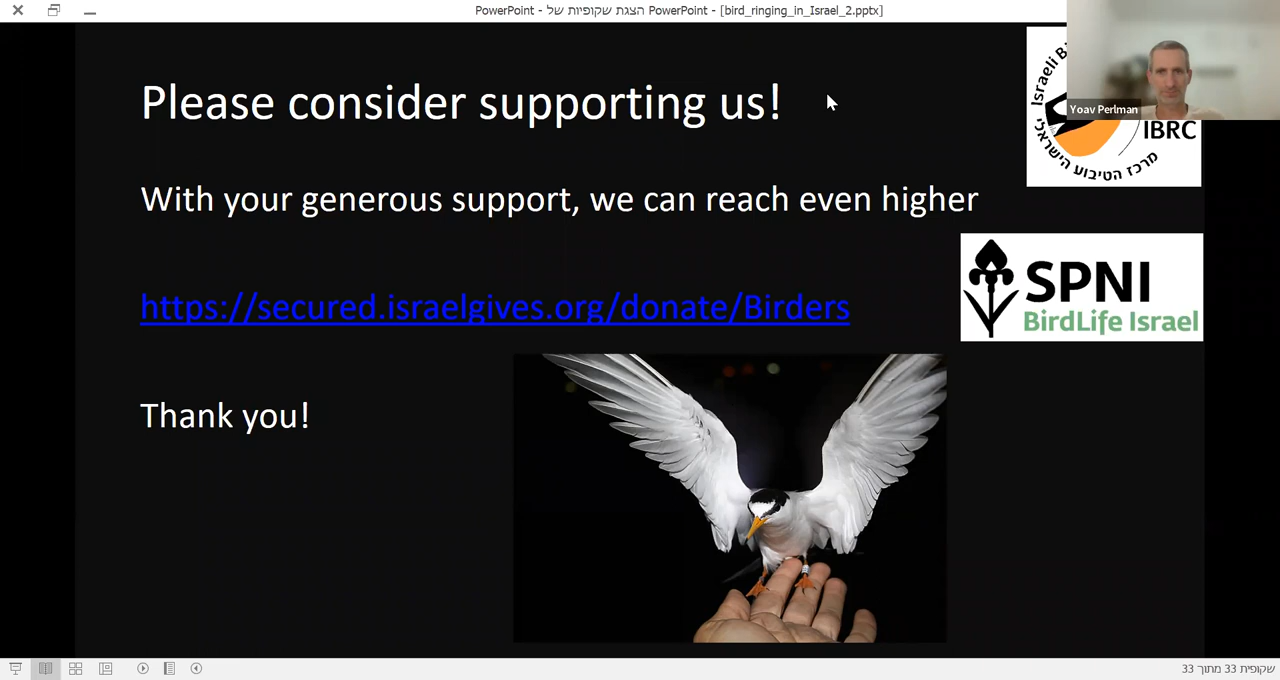 PowerPoint הצגת שקופיות של - PowerPoint - [bird_ringing_in_Israel_2.pptx]
Please consider supporting us!
Israeli
Yoav Perlman
IBRC
מרכז הטיבוע הישראלי
With your generous support, we can reach even higher
SPNI
BirdLife Israel
https://secured.israelgives.org/donate/Birders
Thank you!
שקופית 33 מתוך 33